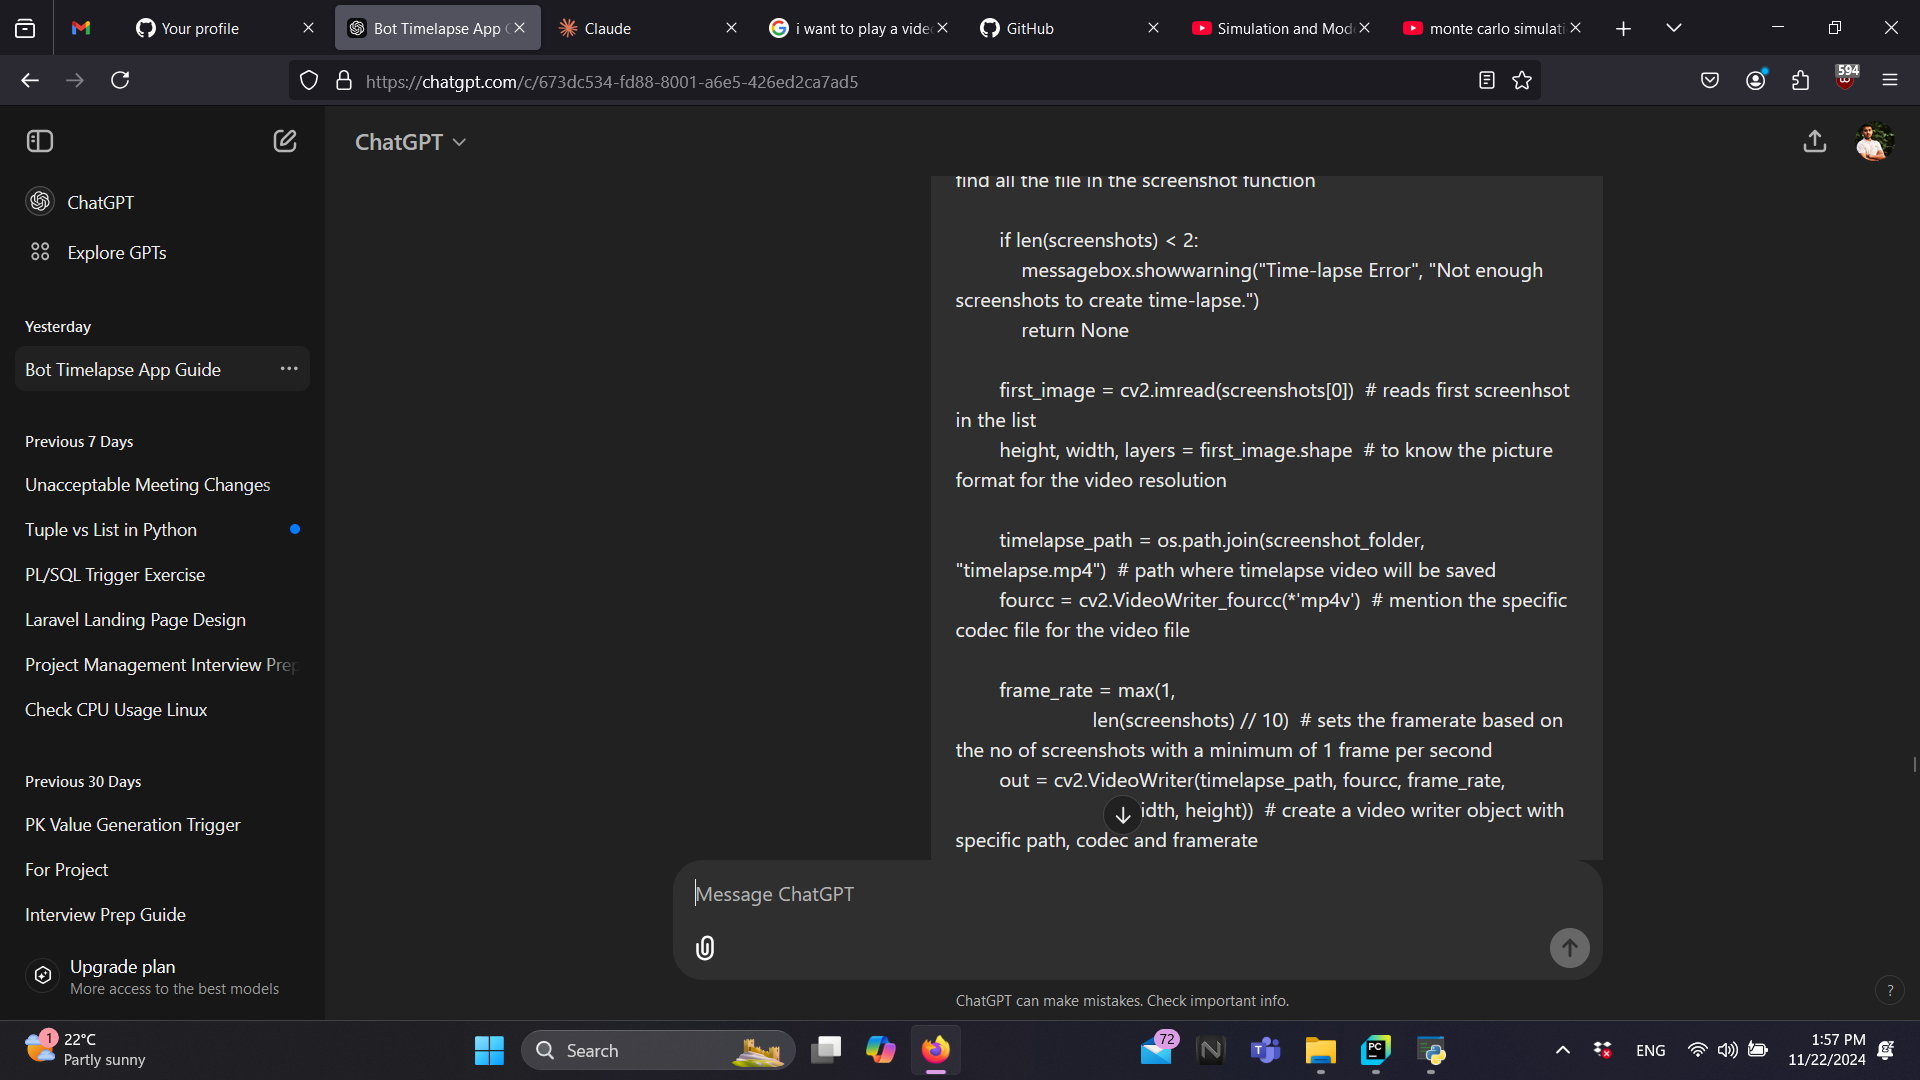 Your profile
Bot Timelapse App
Claude
i want to play a vide
GitHub
Simulation and Mod
monte carlo simulati
https://chatgpt.com/c/673dc534-fd88-8001-a6e5-426ed2ca7ad5
594
ChatGPT
ChatGPT
Explore GPTs
Yesterday
Bot Timelapse App Guide
Previous 7 Days
Unacceptable Meeting Changes
Tuple vs List in Python
PL/SQL Trigger Exercise
Laravel Landing Page Design
Project Management Interview Prep
Check CPU Usage Linux
Previous 30 Days
PK Value Generation Trigger
For Project
Interview Prep Guide
Upgrade plan
More access to the best models
find all the file in the screenshot function
if len(screenshots) < 2:
messagebox.showwarning("Time-lapse Error", "Not enough
screenshots to create time-lapse.")
return None
first_image = cv2.imread(screenshots[0])  # reads first screenhsot
in the list
height, width, layers = first_image.shape  # to know the picture
format for the video resolution
timelapse_path = os.path.join(screenshot_folder,
"timelapse.mp4")  # path where timelapse video will be saved
fourcc = cv2.VideoWriter_fourcc(*'mp4v')  # mention the specific
codec file for the video file
frame_rate = max(1,
len(screenshots) // 10)  # sets the framerate based on
the no of screenshots with a minimum of 1 frame per second
out = cv2.VideoWriter(timelapse_path, fourcc, frame_rate,
idth, height))  # create a video writer object with
specific path, codec and framerate
Message ChatGPT
ChatGPT can make mistakes. Check important info.
?
1
22°C
Partly sunny
Search
72
N
T
PC
ENG
1:57 PM
11/22/2024